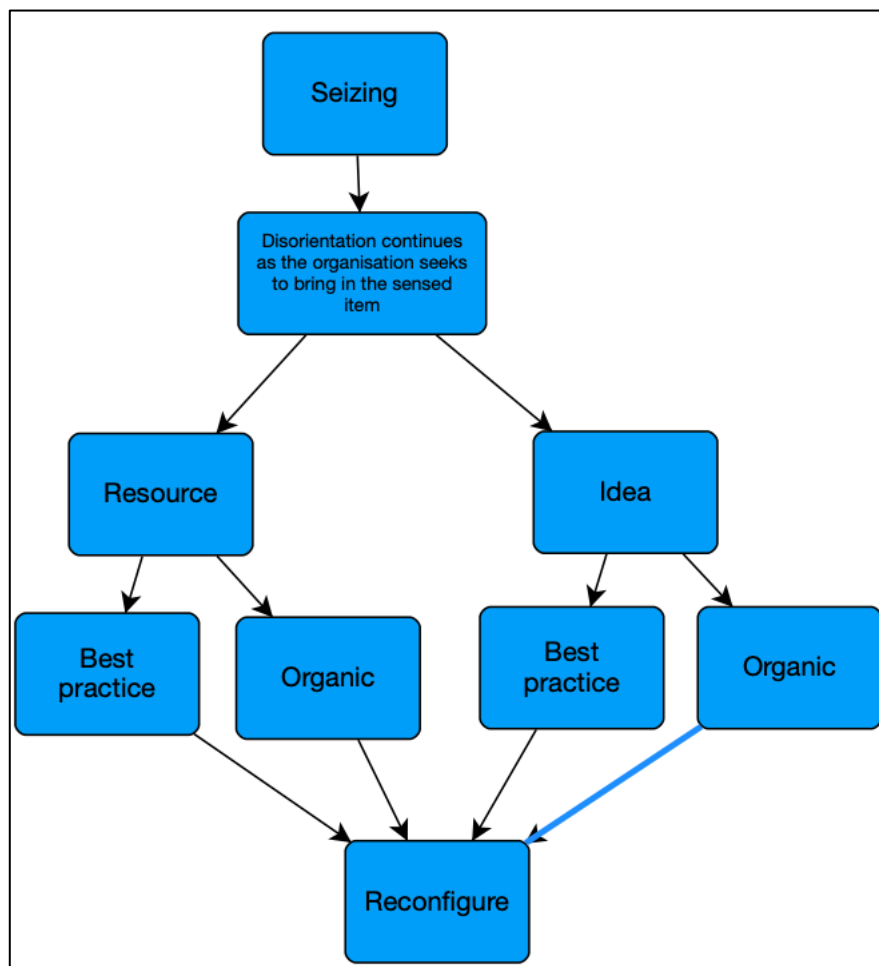 Seizing
Disorientation continues
as the organisation seeks
to bring in the sensed
item
Resource
Idea
Best
practice
Organic
Best
practice
Organic
Reconfigure